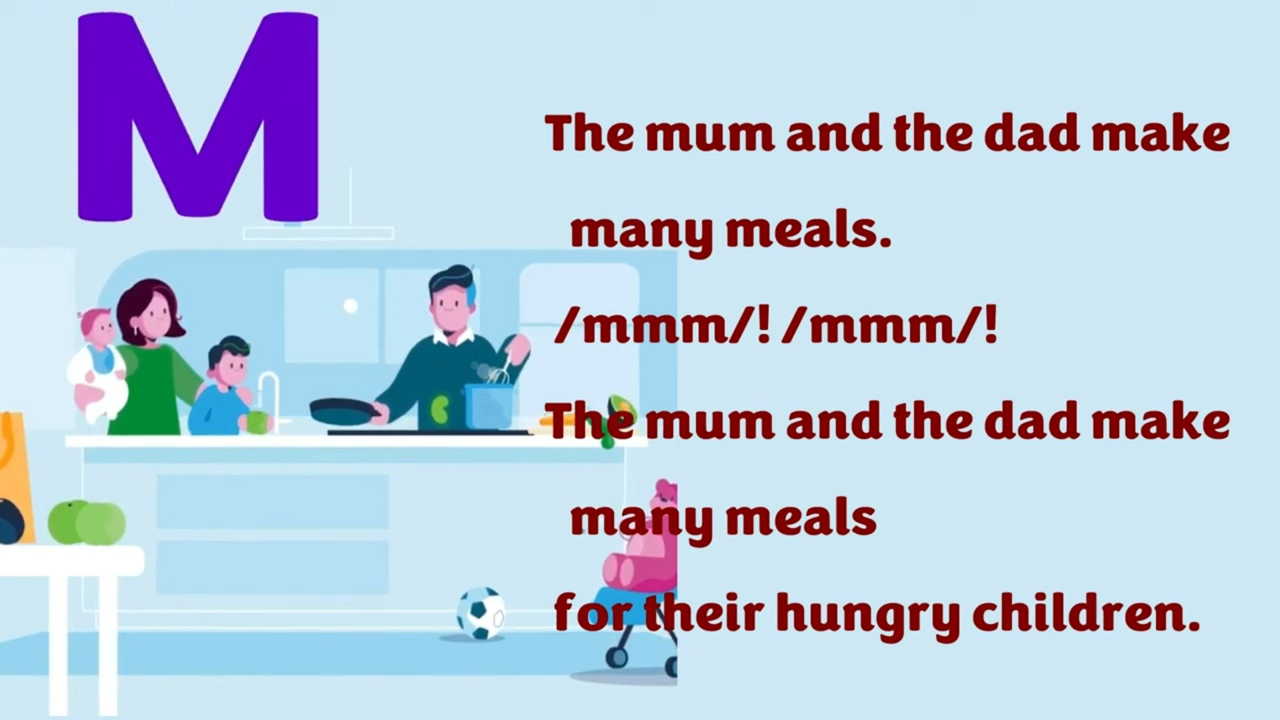 M
The mum and the dad make
many meals.
/mmm/! /mmm/!
The mum and the dad make
many meals
for their hungry children.